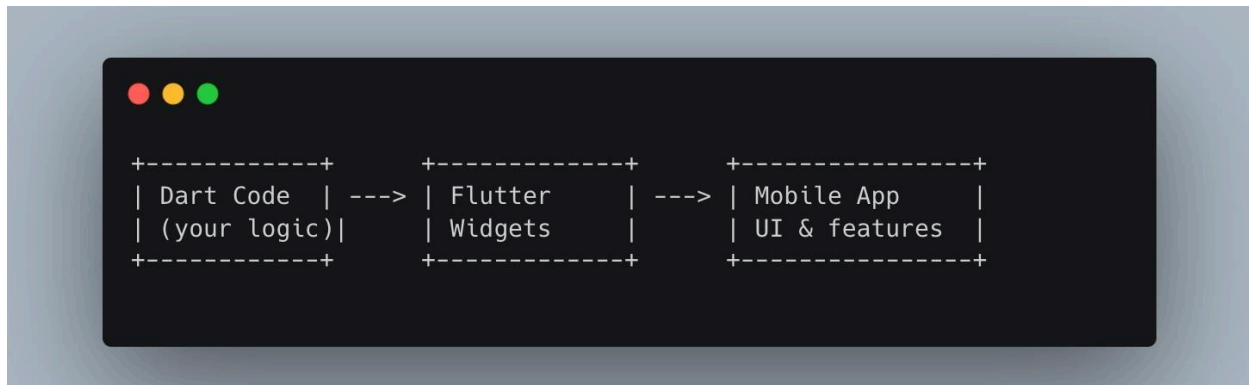 +------------+      +-------------+      +----------------+
| Dart Code  | ---> | Flutter     | ---> | Mobile App     |
| (your logic)|     | Widgets     |      | UI & features  |
+------------+      +-------------+      +----------------+